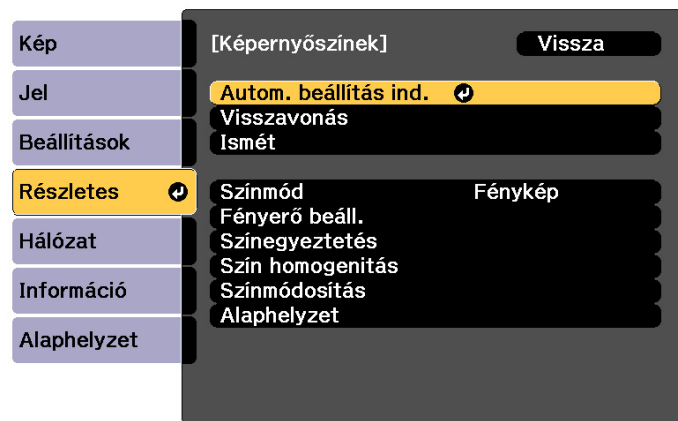 Kép
Jel
Beállítások
Részletes
Hálózat
Információ
Alaphelyzet
[Képernyőszínek] Vissza
Autom. beállítás ind.
Visszavonás
Ismét
Színmód Fénykép
Fényerő beáll.
Színegyeztetés
Szín homogenitás
Színmódosítás
Alaphelyzet